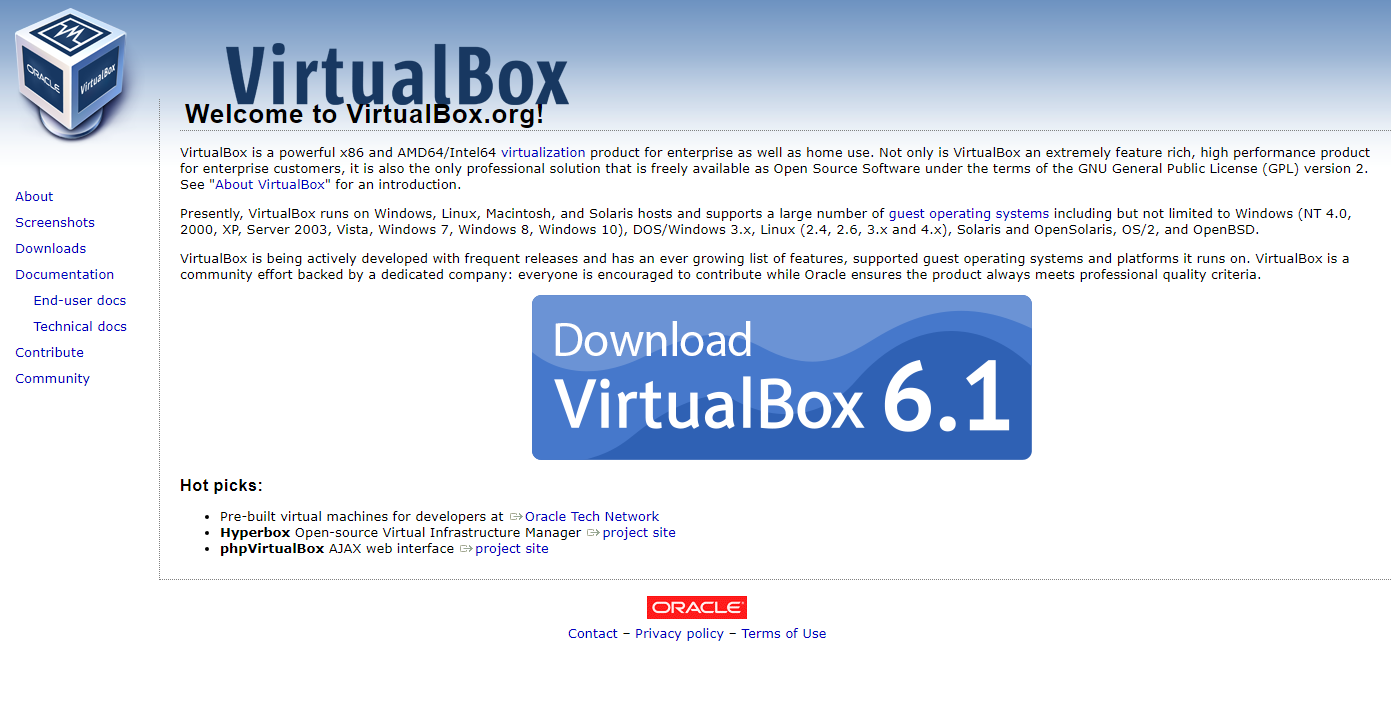 ORACLE
VirtualBox
VirtualBox
Welcome to VirtualBox.org!
VirtualBox is a powerful x86 and AMD64/Intel64 virtualization product for enterprise as well as home use. Not only is VirtualBox an extremely feature rich, high performance product
for enterprise customers, it is also the only professional solution that is freely available as Open Source Software under the terms of the GNU General Public License (GPL) version 2.
See "About VirtualBox" for an introduction.
Presently, VirtualBox runs on Windows, Linux, Macintosh, and Solaris hosts and supports a large number of guest operating systems including but not limited to Windows (NT 4.0,
2000, XP, Server 2003, Vista, Windows 7, Windows 8, Windows 10), DOS/Windows 3.x, Linux (2.4, 2.6, 3.x and 4.x), Solaris and OpenSolaris, OS/2, and OpenBSD.
VirtualBox is being actively developed with frequent releases and has an ever growing list of features, supported guest operating systems and platforms it runs on. VirtualBox is a
community effort backed by a dedicated company: everyone is encouraged to contribute while Oracle ensures the product always meets professional quality criteria.
About
Screenshots
Downloads
Documentation
End-user docs
Technical docs
Contribute
Community
Download
VirtualBox 6.1
Hot picks:
• Pre-built virtual machines for developers at Oracle Tech Network
• Hyperbox Open-source Virtual Infrastructure Manager project site
• phpVirtualBox AJAX web interface project site
ORACLE
Contact – Privacy policy – Terms of Use